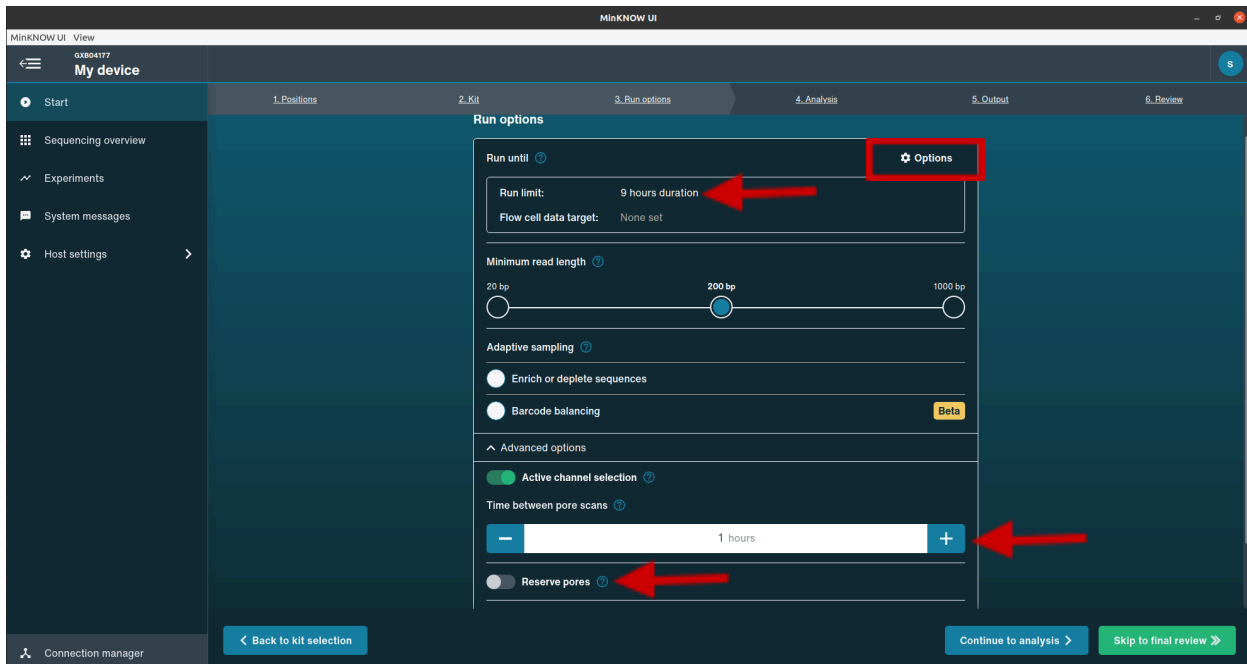 MinKNOW UI
MinKNOW UI View
GXB04177
My device
S
Start
Sequencing overview
Experiments
System messages
Host settings
Connection manager
1. Positions
2. Kit
3. Run options
4. Analysis
5. Output
6. Review
Run options
Run until ?
Options
Run limit: 9 hours duration
Flow cell data target: None set
Minimum read length ?
20 bp 200 bp 1000 bp
Adaptive sampling ?
Enrich or deplete sequences
Barcode balancing Beta
Advanced options
Active channel selection ?
Time between pore scans ?
1 hours
Reserve pores ?
Back to kit selection
Continue to analysis
Skip to final review